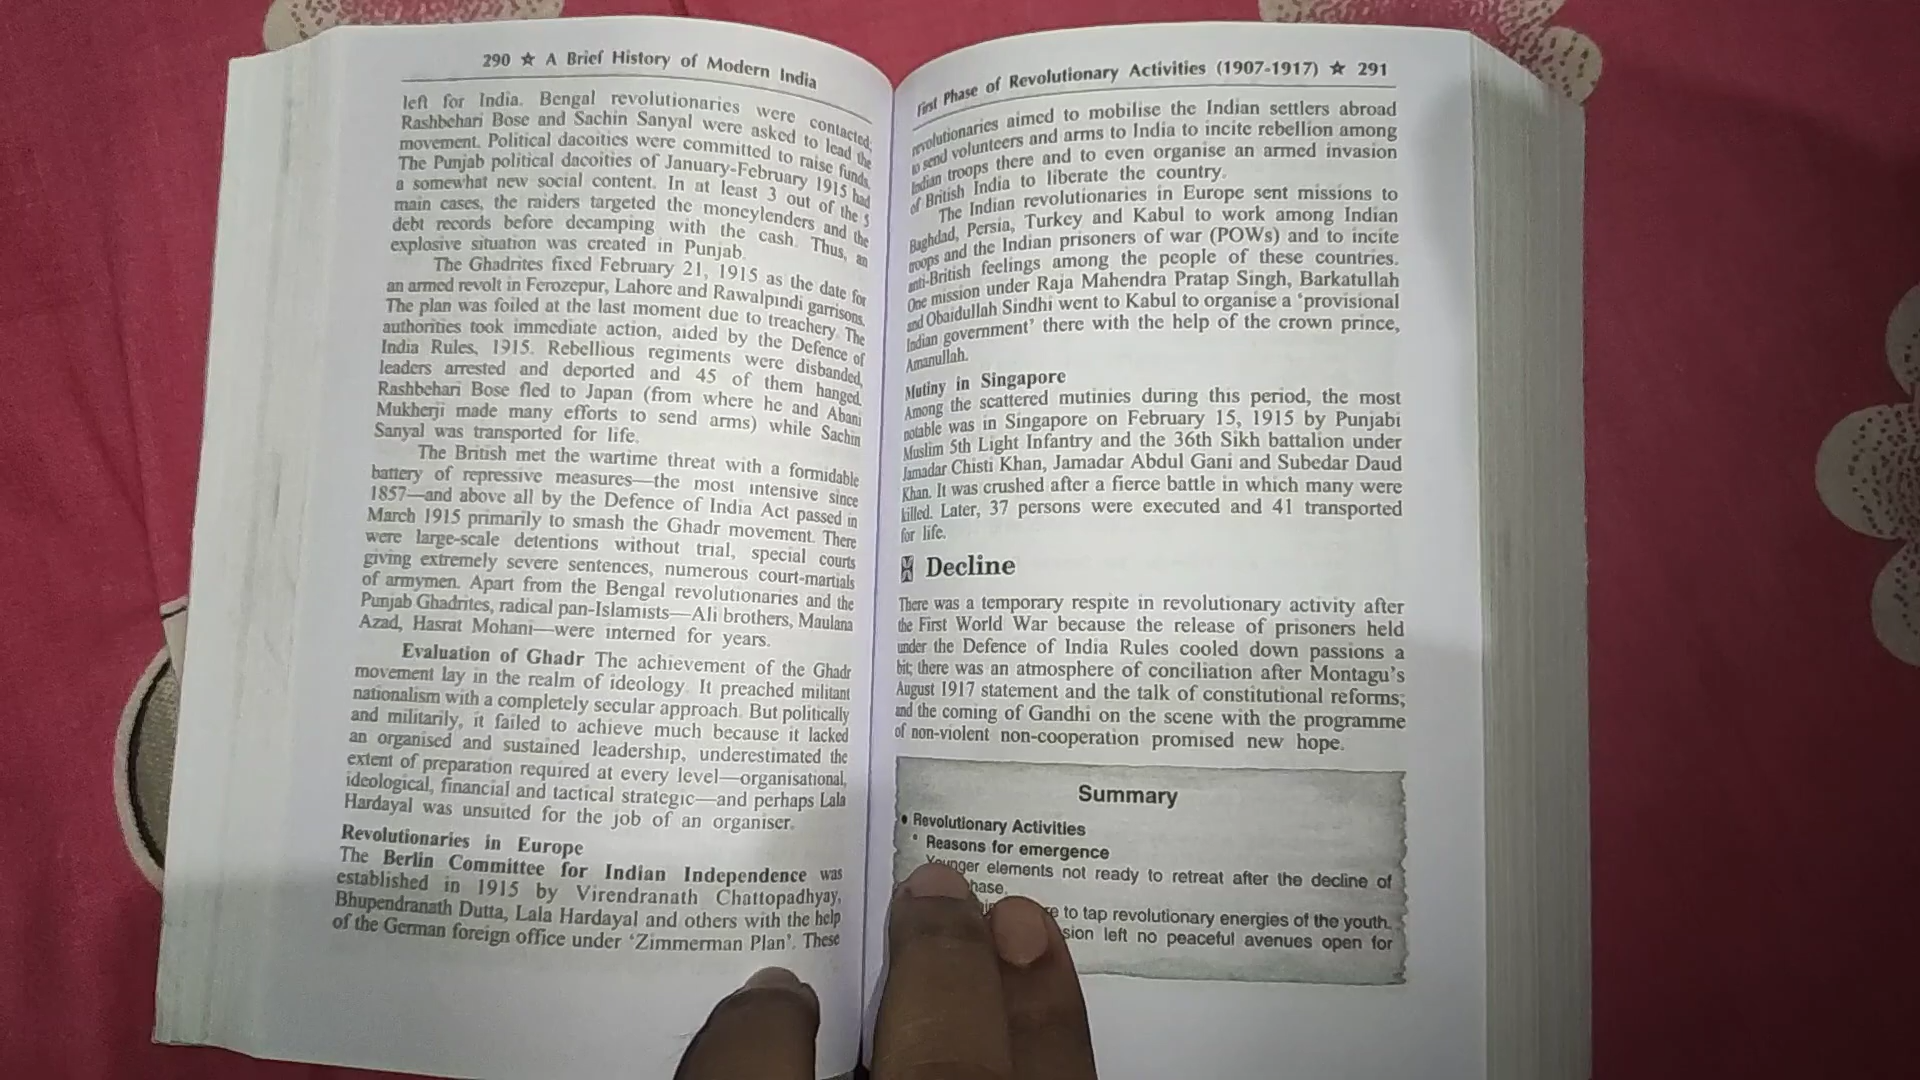 290 ☆ A Brief History of Modern India
left for India. Bengal revolutionaries were contacted;
Rashbehari Bose and Sachin Sanyal were asked to lead the
movement. Political dacoities were committed to raise funds.
The Punjab political dacoities of January-February 1915 had
a somewhat new social content. In at least 3 out of the 5
main cases, the raiders targeted the moneylenders and the
debt records before decamping with the cash. Thus, an
explosive situation was created in Punjab.
The Ghadrites fixed February 21, 1915 as the date for
an armed revolt in Ferozepur, Lahore and Rawalpindi garrisons.
The plan was foiled at the last moment due to treachery. The
authorities took immediate action, aided by the Defence of
India Rules, 1915. Rebellious regiments were disbanded,
leaders arrested and deported and 45 of them hanged.
Rashbehari Bose fled to Japan (from where he and Abani
Mukherji made many efforts to send arms) while Sachin
Sanyal was transported for life.
The British met the wartime threat with a formidable
battery of repressive measures—the most intensive since
1857—and above all by the Defence of India Act passed in
March 1915 primarily to smash the Ghadr movement. There
were large-scale detentions without trial, special courts
giving extremely severe sentences, numerous court-martials
of armymen. Apart from the Bengal revolutionaries and the
Punjab Ghadrites, radical pan-Islamists—Ali brothers, Maulana
Azad, Hasrat Mohani—were interned for years.
Evaluation of Ghadr The achievement of the Ghadr
movement lay in the realm of ideology. It preached militant
nationalism with a completely secular approach. But politically
and militarily, it failed to achieve much because it lacked
an organised and sustained leadership, underestimated the
extent of preparation required at every level—organisational,
ideological, financial and tactical strategic—and perhaps Lala
Hardayal was unsuited for the job of an organiser.
Revolutionaries in Europe
The Berlin Committee for Indian Independence was
established in 1915 by Virendranath Chattopadhyay,
Bhupendranath Dutta, Lala Hardayal and others with the help
of the German foreign office under ‘Zimmerman Plan’. These
First Phase of Revolutionary Activities (1907-1917) ☆ 291
revolutionaries aimed to mobilise the Indian settlers abroad
to send volunteers and arms to India to incite rebellion among
Indian troops there and to even organise an armed invasion
of British India to liberate the country.
The Indian revolutionaries in Europe sent missions to
Baghdad, Persia, Turkey and Kabul to work among Indian
troops and the Indian prisoners of war (POWs) and to incite
anti-British feelings among the people of these countries.
One mission under Raja Mahendra Pratap Singh, Barkatullah
and Obaidullah Sindhi went to Kabul to organise a ‘provisional
Indian government’ there with the help of the crown prince,
Amanullah.
Mutiny in Singapore
Among the scattered mutinies during this period, the most
notable was in Singapore on February 15, 1915 by Punjabi
Muslim 5th Light Infantry and the 36th Sikh battalion under
Jamadar Chisti Khan, Jamadar Abdul Gani and Subedar Daud
Khan. It was crushed after a fierce battle in which many were
killed. Later, 37 persons were executed and 41 transported
for life.
Decline
There was a temporary respite in revolutionary activity after
the First World War because the release of prisoners held
under the Defence of India Rules cooled down passions a
bit; there was an atmosphere of conciliation after Montagu’s
August 1917 statement and the talk of constitutional reforms;
and the coming of Gandhi on the scene with the programme
of non-violent non-cooperation promised new hope.
Summary
• Revolutionary Activities
° Reasons for emergence
Younger elements not ready to retreat after the decline of
to tap revolutionary energies of the youth.
left no peaceful avenues open for